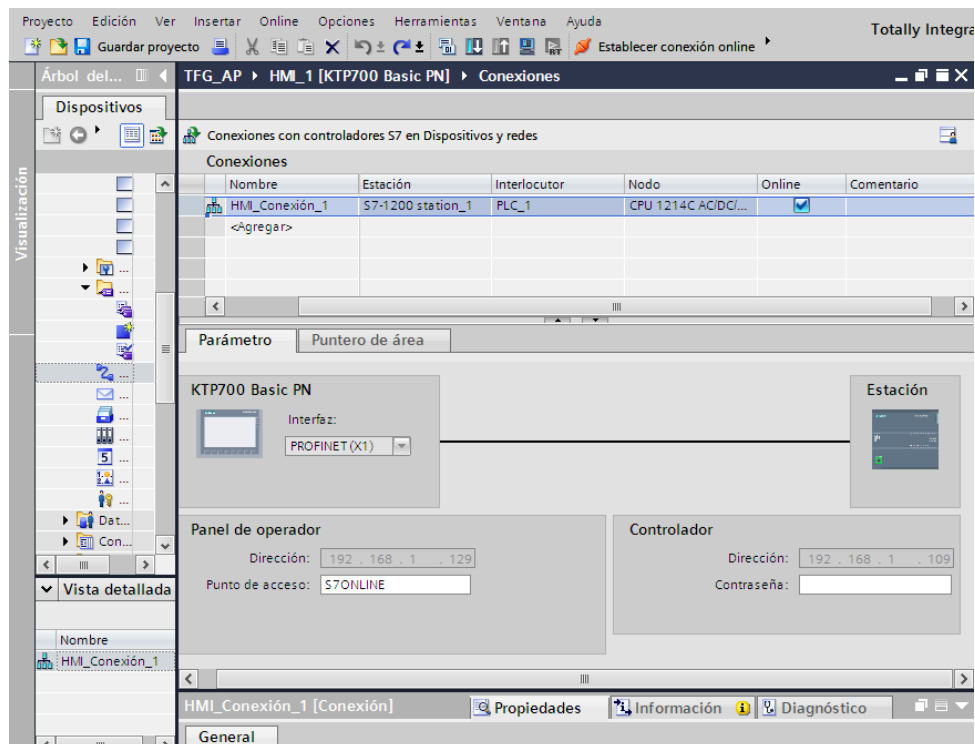 Proyecto Edición Ver Insertar Online Opciones Herramientas Ventana Ayuda
Totally Integra
Guardar proyecto
Establecer conexión online
Árbol del...
TFG_AP HMI_1 [KTP700 Basic PN] Conexiones
Dispositivos
Visualización
Conexiones con controladores S7 en Dispositivos y redes
Conexiones
Nombre Estación Interlocutor Nodo Online Comentario
HMI_Conexión_1 S7-1200 station_1 PLC_1 CPU 1214C AC/DC/...
<Agregar>
...
...
...
...
...
...
...
...
...
Dat...
Con...
Parámetro Puntero de área
KTP700 Basic PN
Estación
Interfaz:
PROFINET (X1)
Panel de operador
Controlador
Dirección: 192 . 168 . 1 . 129
Dirección: 192 . 168 . 1 . 109
Punto de acceso: S7ONLINE
Contraseña:
Vista detallada
Nombre
HMI_Conexión_1
HMI_Conexión_1 [Conexión]
Propiedades Información Diagnóstico
General